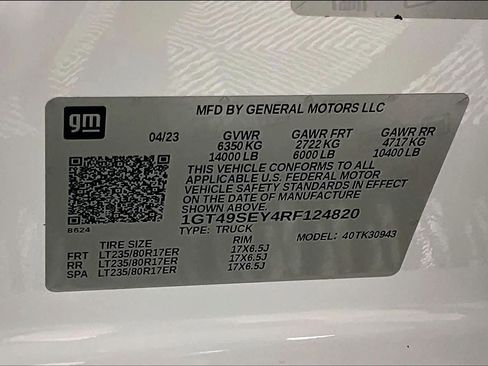 gm
MFD BY GENERAL MOTORS LLC
04/23 GVWR GAWR FRT GAWR RR
6350 KG 2722 KG 4717 KG
14000 LB 6000 LB 10400 LB
THIS VEHICLE CONFORMS TO ALL
APPLICABLE U.S. FEDERAL MOTOR
VEHICLE SAFETY STANDARDS IN EFFECT
ON THE DATE OF MANUFACTURE
SHOWN ABOVE.
1GT49SEY4RF124820
8624 TYPE: TRUCK MODEL: 40TK30943
TIRE SIZE RIM
FRT LT235/80R17ER 17X6.5J
RR LT235/80R17ER 17X6.5J
SPA LT235/80R17ER 17X6.5J